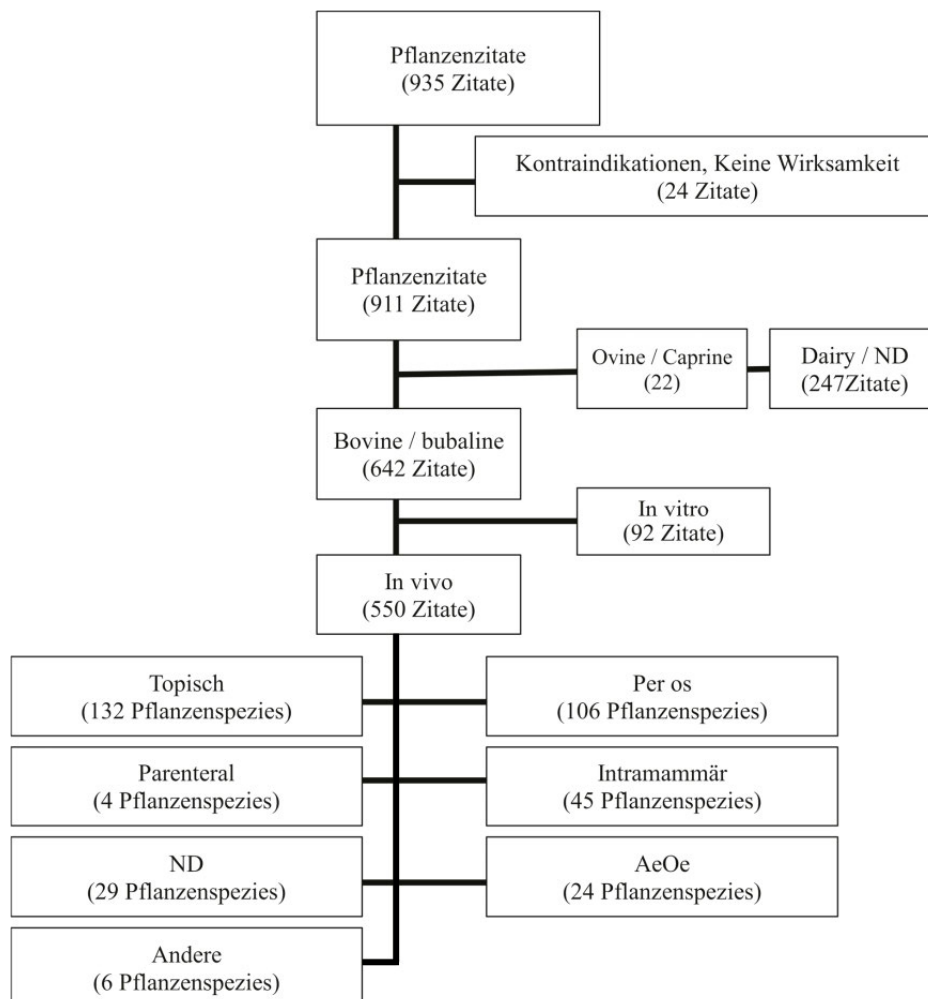 Pflanzenzitate
(935 Zitate)
Kontraindikationen, Keine Wirksamkeit
(24 Zitate)
Pflanzenzitate
(911 Zitate)
Ovine / Caprine
(22)
Dairy / ND
(247Zitate)
Bovine / bubaline
(642 Zitate)
In vitro
(92 Zitate)
In vivo
(550 Zitate)
Topisch
(132 Pflanzenspezies)
Per os
(106 Pflanzenspezies)
Parenteral
(4 Pflanzenspezies)
Intramammär
(45 Pflanzenspezies)
ND
(29 Pflanzenspezies)
AeOe
(24 Pflanzenspezies)
Andere
(6 Pflanzenspezies)